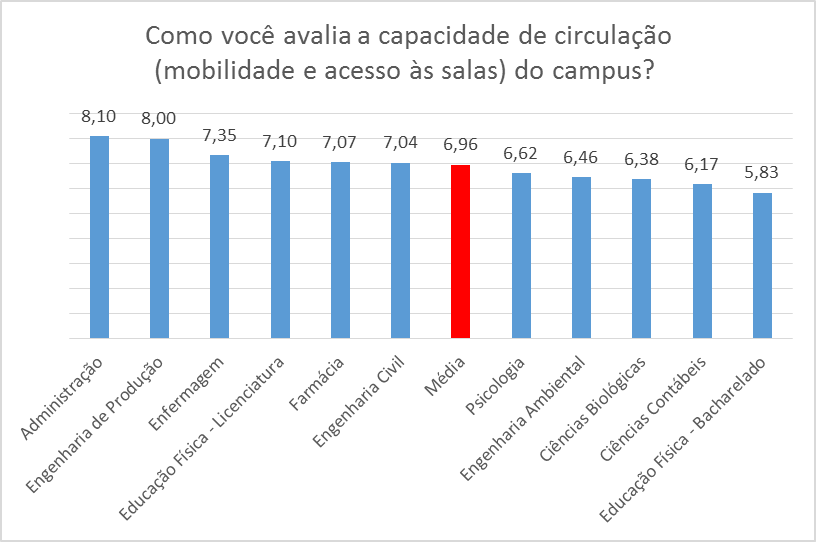 Como você avalia a capacidade de circulação
(mobilidade e acesso às salas) do campus?
8,10
8,00
7,35
7,10
7,07
7,04
6,96
6,62
6,46
6,38
6,17
5,83
Administração
Engenharia de Produção
Enfermagem
Educação Física - Licenciatura
Farmácia
Engenharia Civil
Média
Psicologia
Engenharia Ambiental
Ciências Biológicas
Ciências Contábeis
Educação Física - Bacharelado